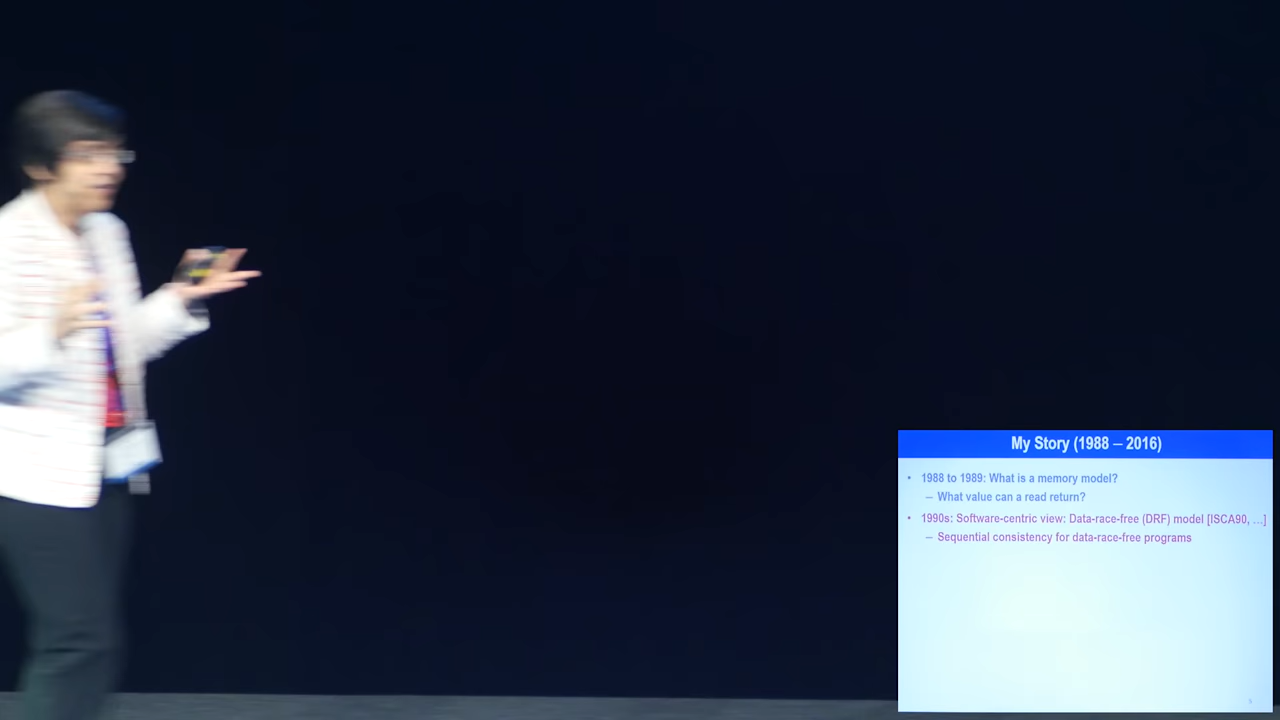 My Story (1988 – 2016)
• 1988 to 1989: What is a memory model?
– What value can a read return?
• 1990s: Software-centric view: Data-race-free (DRF) model [ISCA90, ...]
– Sequential consistency for data-race-free programs